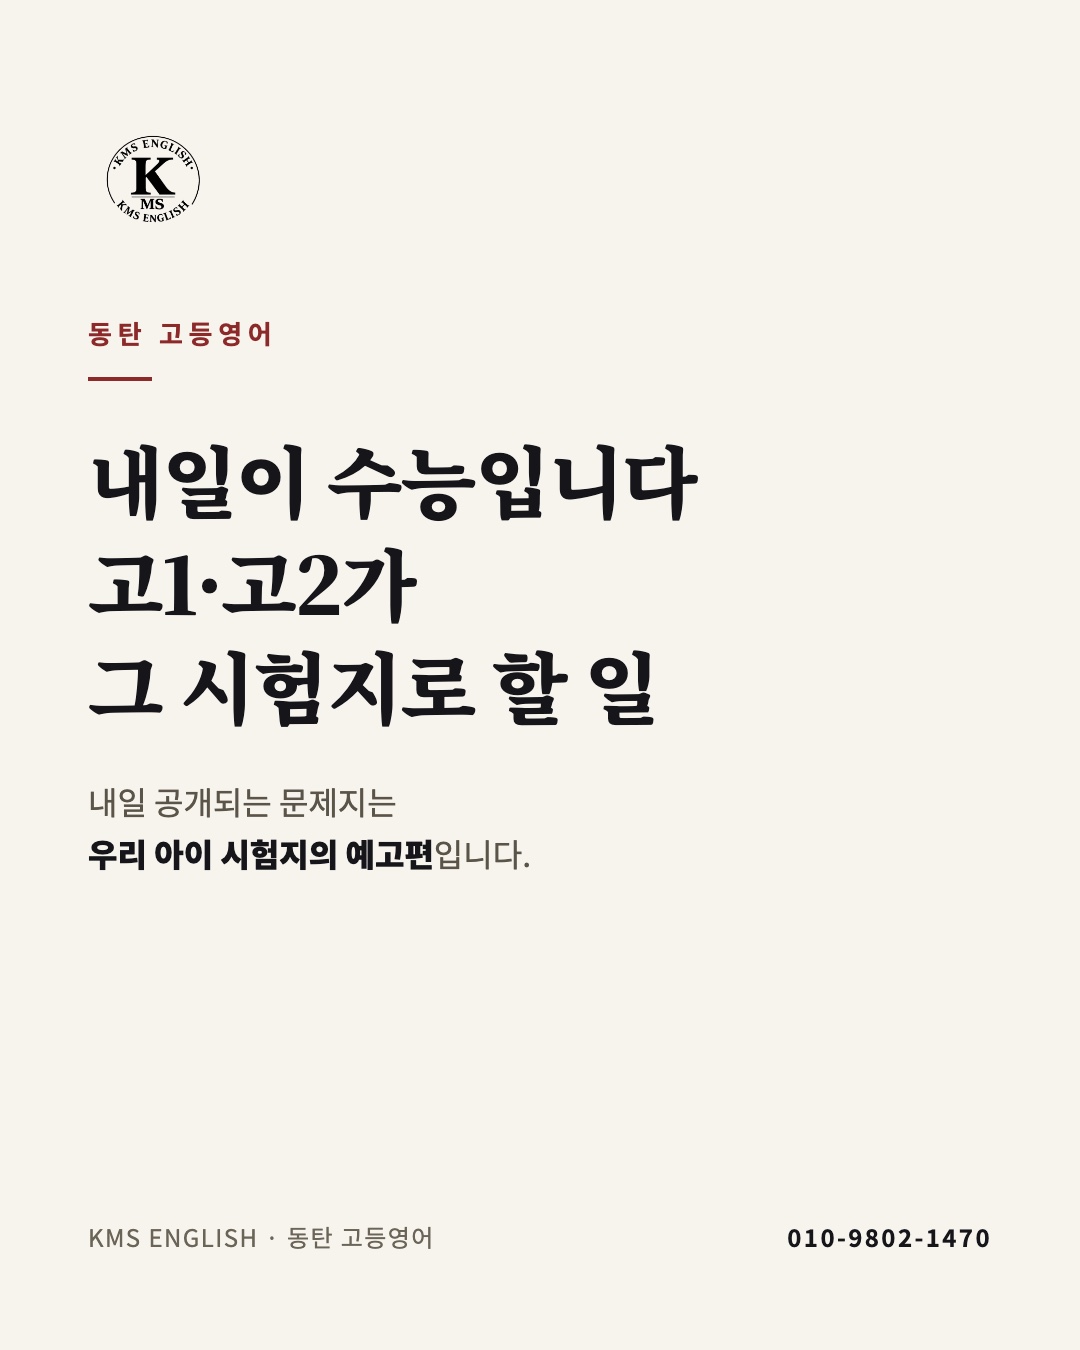 KMS ENGLISH
K
MS
KMS ENGLISH
동탄 고등영어
내일이 수능입니다
고1·고2가
그 시험지로 할 일
내일 공개되는 문제지는
우리 아이 시험지의 예고편입니다.
KMS ENGLISH · 동탄 고등영어
010-9802-1470